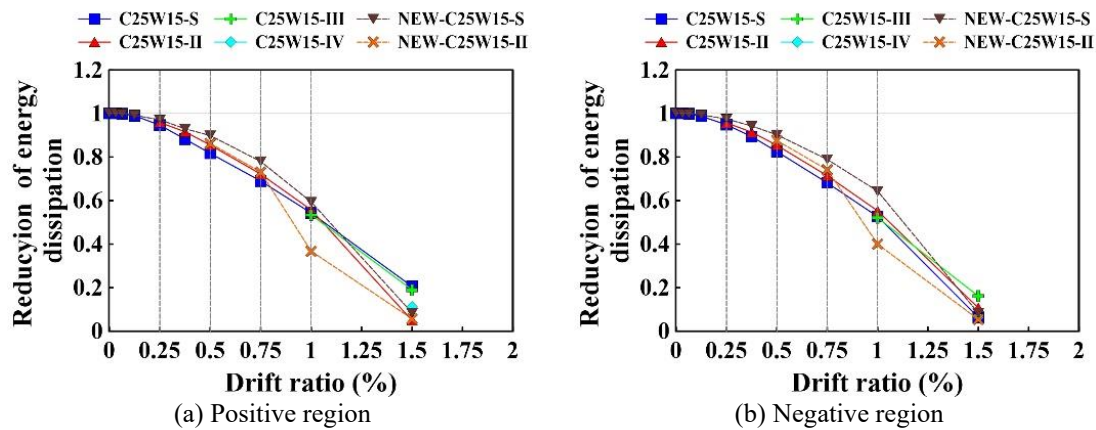 C25W15-S C25W15-III NEW-C25W15-S
C25W15-II C25W15-IV NEW-C25W15-II
1.2
1
0.8
0.6
0.4
0.2
0
Reducyion of energy
dissipation
0 0.25 0.5 0.75 1 1.25 1.5 1.75 2
Drift ratio (%)
(a) Positive region
C25W15-S C25W15-III NEW-C25W15-S
C25W15-II C25W15-IV NEW-C25W15-II
1.2
1
0.8
0.6
0.4
0.2
0
Reducyion of energy
dissipation
0 0.25 0.5 0.75 1 1.25 1.5 1.75 2
Drift ratio (%)
(b) Negative region